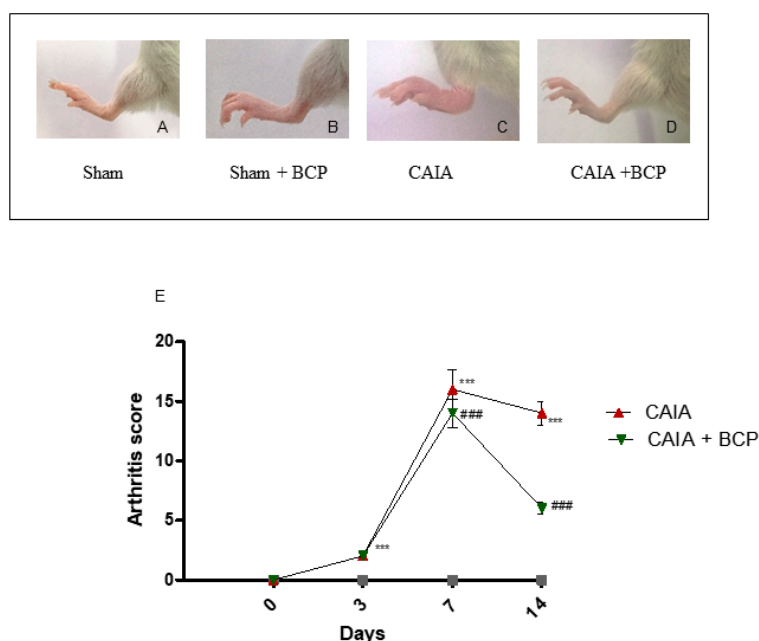 A B C D
Sham Sham + BCP CAIA CAIA +BCP
E
20
15
10
5
0
Arthritis score
***
***
***
###
###
CAIA
CAIA + BCP
0 3 7 14
Days